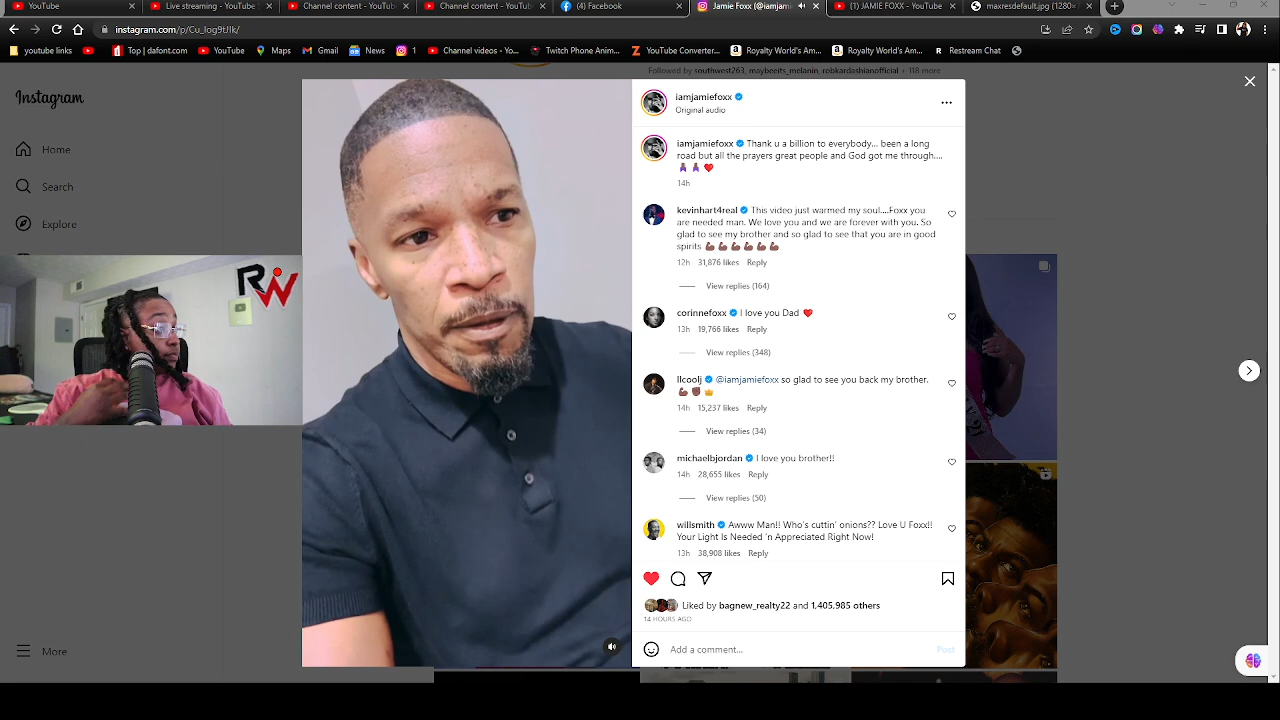 YouTube
Live streaming - YouTube S
Channel content - YouTube
Channel content - YouTube
(4) Facebook
Jamie Foxx (@iamjami
(1) JAMIE FOXX - YouTube
maxresdefault.jpg (1280×
instagram.com/p/Cu_log9tIlk/
youtube links
Top | dafont.com
YouTube
Maps
Gmail
News
1
Channel videos - Yo...
Twitch Phone Anim...
YouTube Converter...
Royalty World's Am...
Royalty World's Am...
Restream Chat
Followed by southwest263, maybeeits_melanin, robkardashianofficial + 118 more
Instagram
Home
Search
Explore
More
RW
iamjamiefoxx
Original audio
iamjamiefoxx Thank u a billion to everybody... been a long
road but all the prayers great people and God got me through....
14h
kevinhart4real This video just warmed my soul....Foxx you
are needed man. We love you and we are forever with you. So
glad to see my brother and so glad to see that you are in good
spirits
12h 31,876 likes Reply
View replies (164)
corinnefoxx I love you Dad
13h 19,766 likes Reply
View replies (348)
llcoolj @iamjamiefoxx so glad to see you back my brother.
14h 15,237 likes Reply
View replies (34)
michaelbjordan I love you brother!!
14h 28,655 likes Reply
View replies (50)
willsmith Awww Man!! Who's cuttin' onions?? Love U Foxx!!
Your Light Is Needed 'n Appreciated Right Now!
13h 38,908 likes Reply
Liked by bagnew_realty22 and 1,405,985 others
14 HOURS AGO
Add a comment...
Post